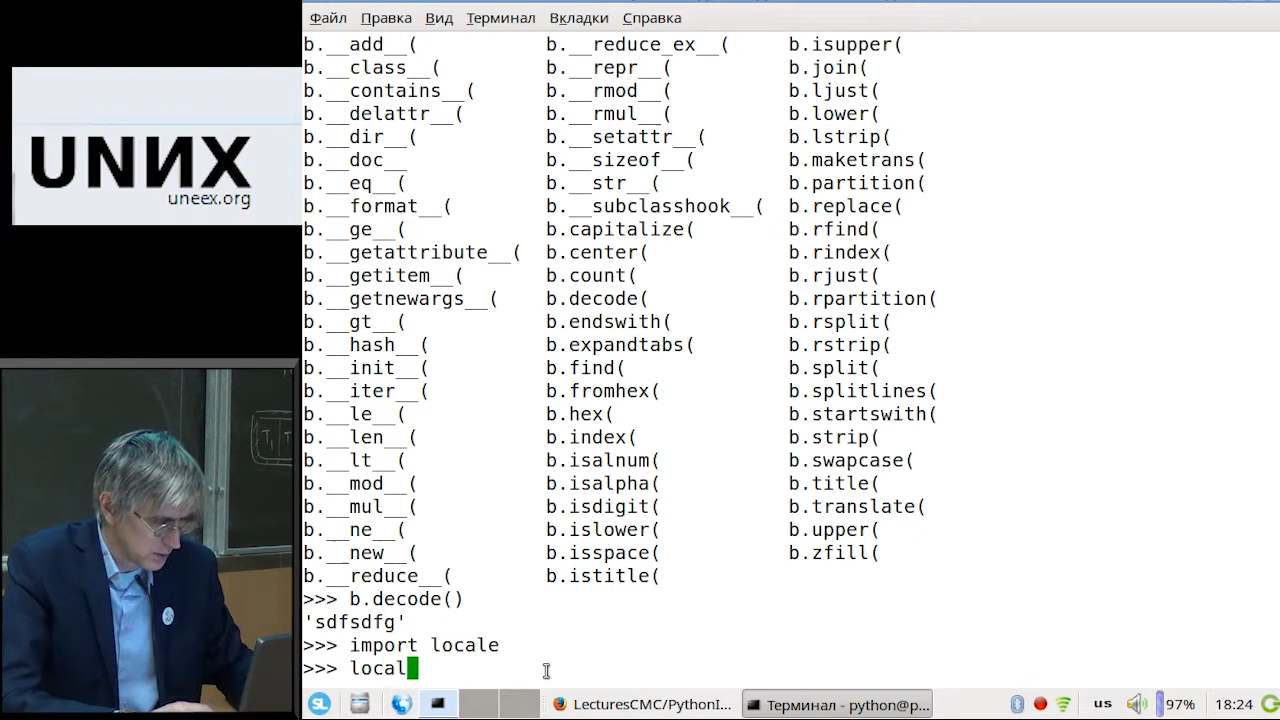 Файл Правка Вид Терминал Вкладки Справка
UNИX
uneex.org
b.__add__( b.__reduce_ex__( b.isupper(
b.__class__( b.__repr__( b.join(
b.__contains__( b.__rmod__( b.ljust(
b.__delattr__( b.__rmul__( b.lower(
b.__dir__( b.__setattr__( b.lstrip(
b.__doc__ b.__sizeof__( b.maketrans(
b.__eq__( b.__str__( b.partition(
b.__format__( b.__subclasshook__( b.replace(
b.__ge__( b.capitalize( b.rfind(
b.__getattribute__( b.center( b.rindex(
b.__getitem__( b.count( b.rjust(
b.__getnewargs__( b.decode( b.rpartition(
b.__gt__( b.endswith( b.rsplit(
b.__hash__( b.expandtabs( b.rstrip(
b.__init__( b.find( b.split(
b.__iter__( b.fromhex( b.splitlines(
b.__le__( b.hex( b.startswith(
b.__len__( b.index( b.strip(
b.__lt__( b.isalnum( b.swapcase(
b.__mod__( b.isalpha( b.title(
b.__mul__( b.isdigit( b.translate(
b.__ne__( b.islower( b.upper(
b.__new__( b.isspace( b.zfill(
b.__reduce__( b.istitle(
>>> b.decode()
'sdfsdfg'
>>> import locale
>>> local
LecturesCMC/PythonI... Терминал - python@p... us 97% 18:24